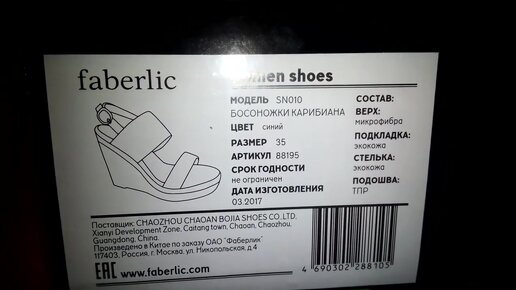 faberlic
women shoes
МОДЕЛЬ SN010
БОСОНОЖКИ КАРИБИАНА
ЦВЕТ синий
РАЗМЕР 35
АРТИКУЛ 88195
СРОК ГОДНОСТИ
не ограничен
ДАТА ИЗГОТОВЛЕНИЯ
03.2017
СОСТАВ:
ВЕРХ:
микрофибра
ПОДКЛАДКА:
экокожа
СТЕЛЬКА:
экокожа
ПОДОШВА:
ТПР
Поставщик: CHAOZHOU CHAOAN BOJIA SHOES CO.,LTD.
Xianyi Development Zone, Caitang town, Chaoan, Chaozhou,
Guangdong, China.
Произведено в Китае по заказу ОАО "Фаберлик"
117403, Россия, г. Москва, ул. Никопольская, д.4
EAC www.faberlic.com
4 690302 288105